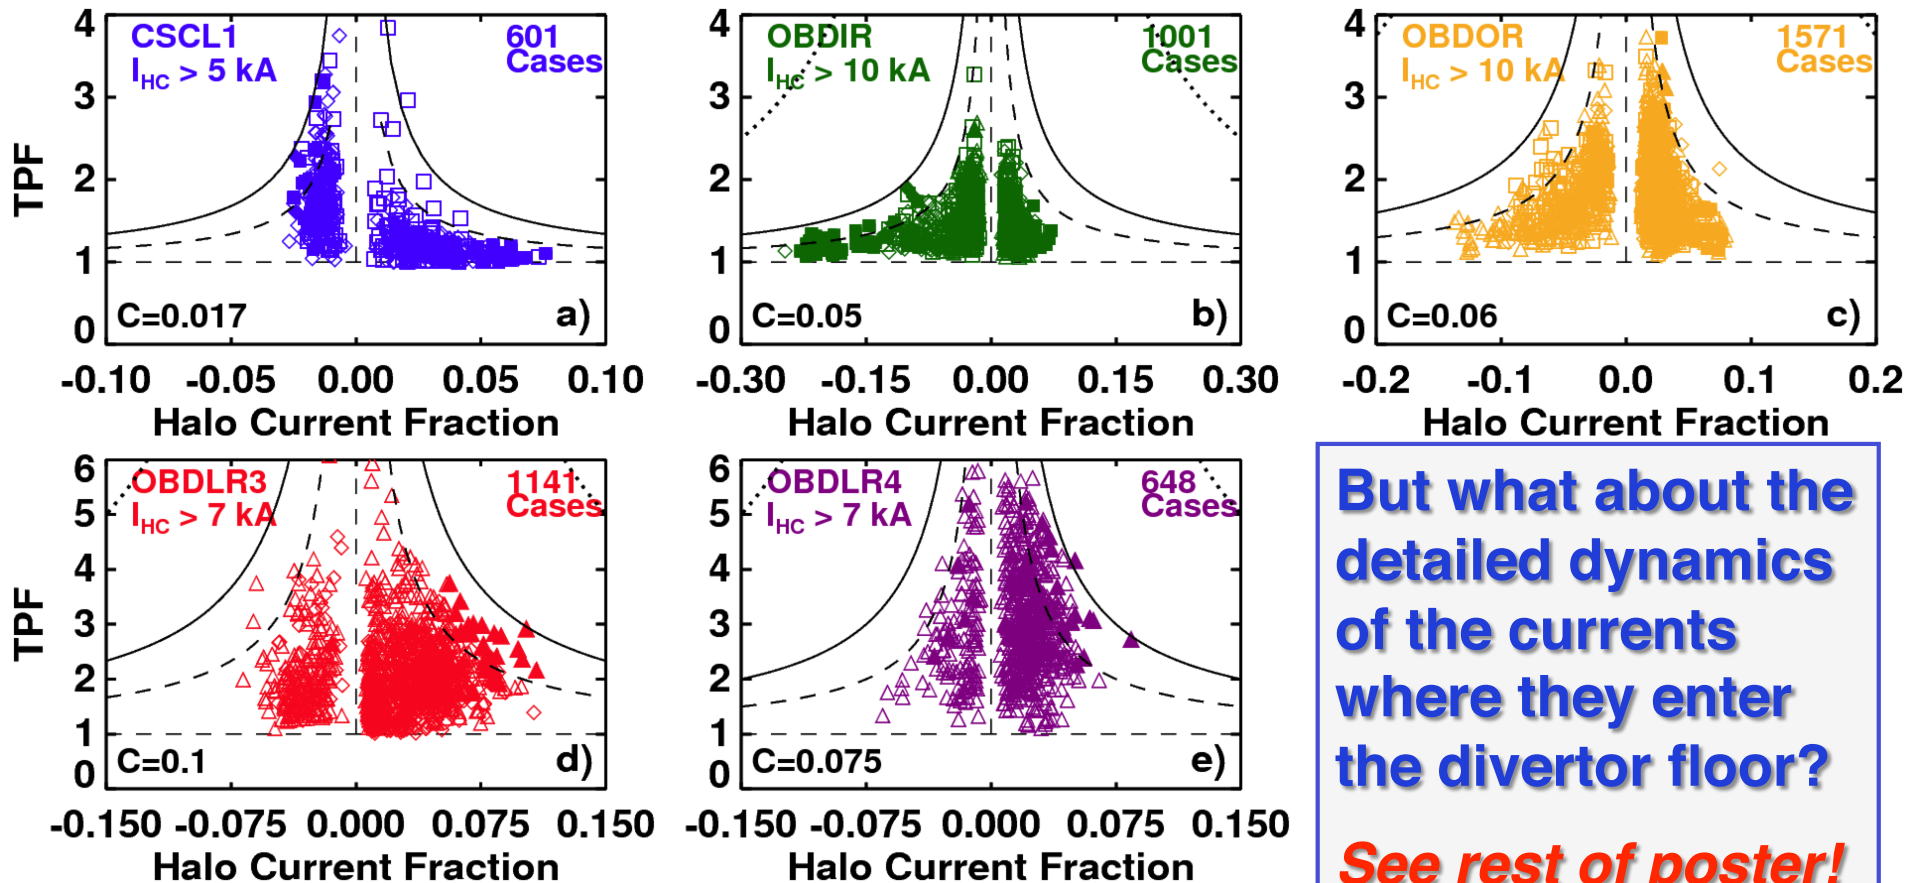 CSCL1
I_HC > 5 kA
601
Cases
4
3
2
1
0
TPF
C=0.017
a)
-0.10 -0.05 0.00 0.05 0.10
Halo Current Fraction
OBDIR
I_HC > 10 kA
1001
Cases
4
3
2
1
0
C=0.05
b)
-0.30 -0.15 0.00 0.15 0.30
Halo Current Fraction
OBDOR
I_HC > 10 kA
1571
Cases
4
3
2
1
0
C=0.06
c)
-0.2 -0.1 0.0 0.1 0.2
Halo Current Fraction
OBDLR3
I_HC > 7 kA
1141
Cases
6
5
4
3
2
1
0
TPF
C=0.1
d)
-0.150 -0.075 0.000 0.075 0.150
Halo Current Fraction
OBDLR4
I_HC > 7 kA
648
Cases
6
5
4
3
2
1
0
C=0.075
e)
-0.150 -0.075 0.000 0.075 0.150
Halo Current Fraction
But what about the
detailed dynamics
of the currents
where they enter
the divertor floor?
See rest of poster!